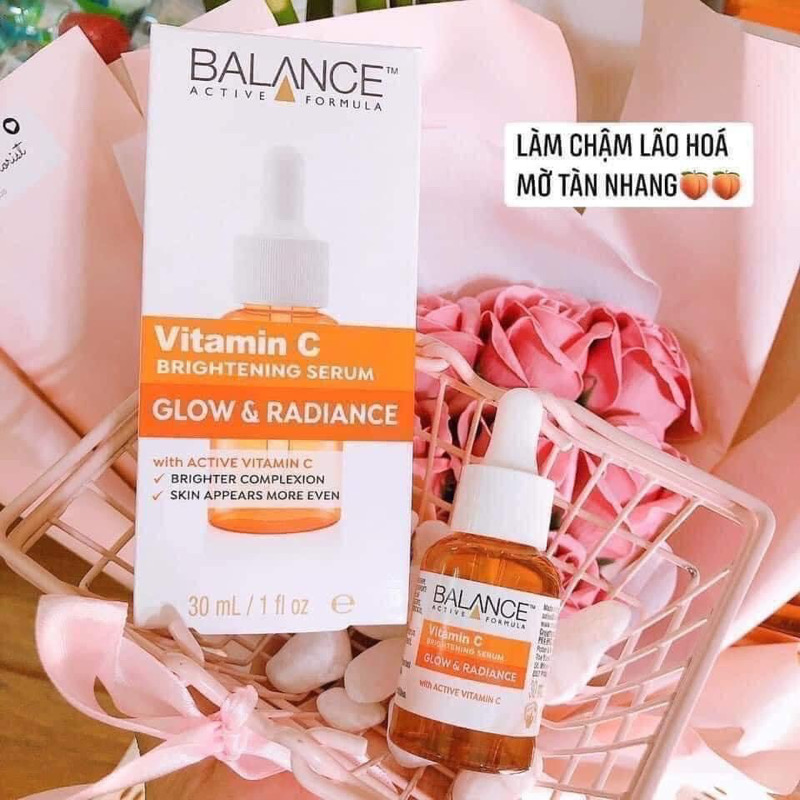 BALANCE™
ACTIVE FORMULA
Vitamin C
BRIGHTENING SERUM
GLOW & RADIANCE
with ACTIVE VITAMIN C
✓ BRIGHTER COMPLEXION
✓ SKIN APPEARS MORE EVEN
30 mL / 1 fl oz ℮
LÀM CHẬM LÃO HOÁ
MỜ TÀN NHANG🍑🍑
BALANCE™
ACTIVE FORMULA
Vitamin C
BRIGHTENING SERUM
GLOW & RADIANCE
with ACTIVE VITAMIN C